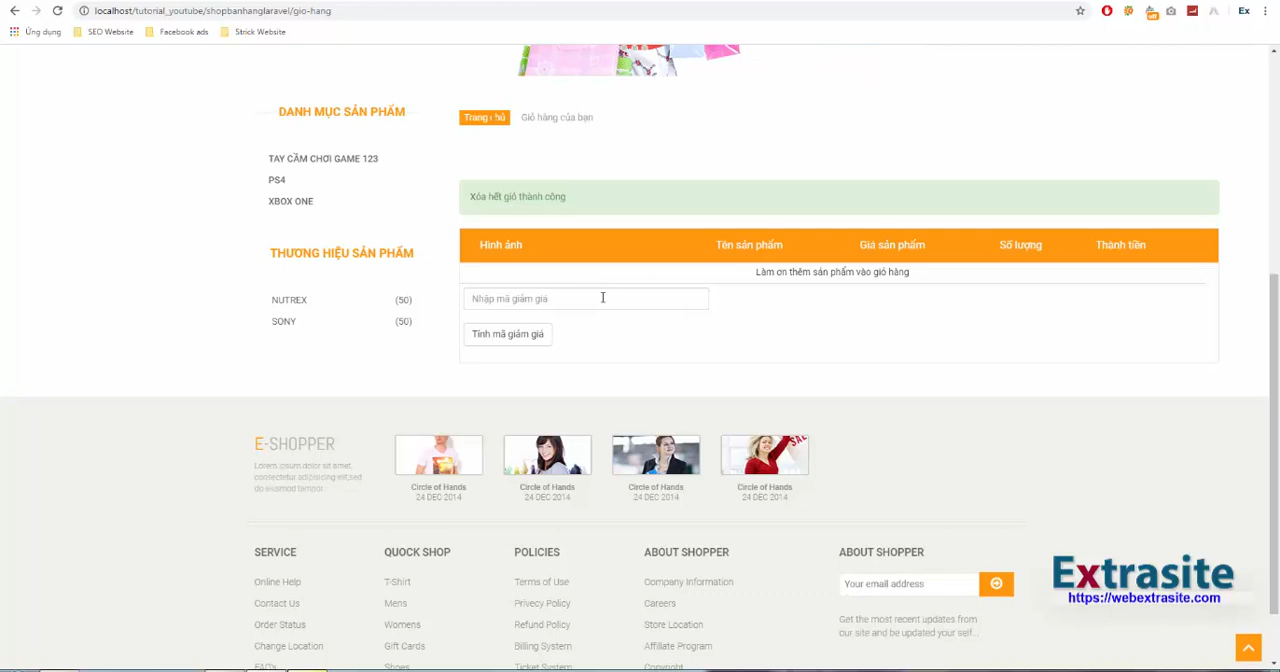 localhost/tutorial_youtube/shopbanhanglaravel/gio-hang
off
Ex
Ứng dụng
SEO Website
Facebook ads
Strick Website
DANH MỤC SẢN PHẨM
TAY CẦM CHƠI GAME 123
PS4
XBOX ONE
THƯƠNG HIỆU SẢN PHẨM
NUTREX (50)
SONY (50)
Trang chủ Giỏ hàng của bạn
Xóa hết giỏ thành công
Hình ảnh Tên sản phẩm Giá sản phẩm Số lượng Thành tiền
Làm ơn thêm sản phẩm vào giỏ hàng
Nhập mã giảm giá
Tính mã giảm giá
E-SHOPPER
Lorem ipsum dolor sit amet,
consectetur adipisicing elit,sed
do eiusmod tempor
Circle of Hands
24 DEC 2014
Circle of Hands
24 DEC 2014
Circle of Hands
24 DEC 2014
SALE
Circle of Hands
24 DEC 2014
SERVICE
Online Help
Contact Us
Order Status
Change Location
FAQ's
QUOCK SHOP
T-Shirt
Mens
Womens
Gift Cards
Shoes
POLICIES
Terms of Use
Privecy Policy
Refund Policy
Billing System
Ticket System
ABOUT SHOPPER
Company Information
Careers
Store Location
Affillate Program
Copyright
ABOUT SHOPPER
Your email address
Get the most recent updates from
our site and be updated your self...
Extrasite
https://webextrasite.com